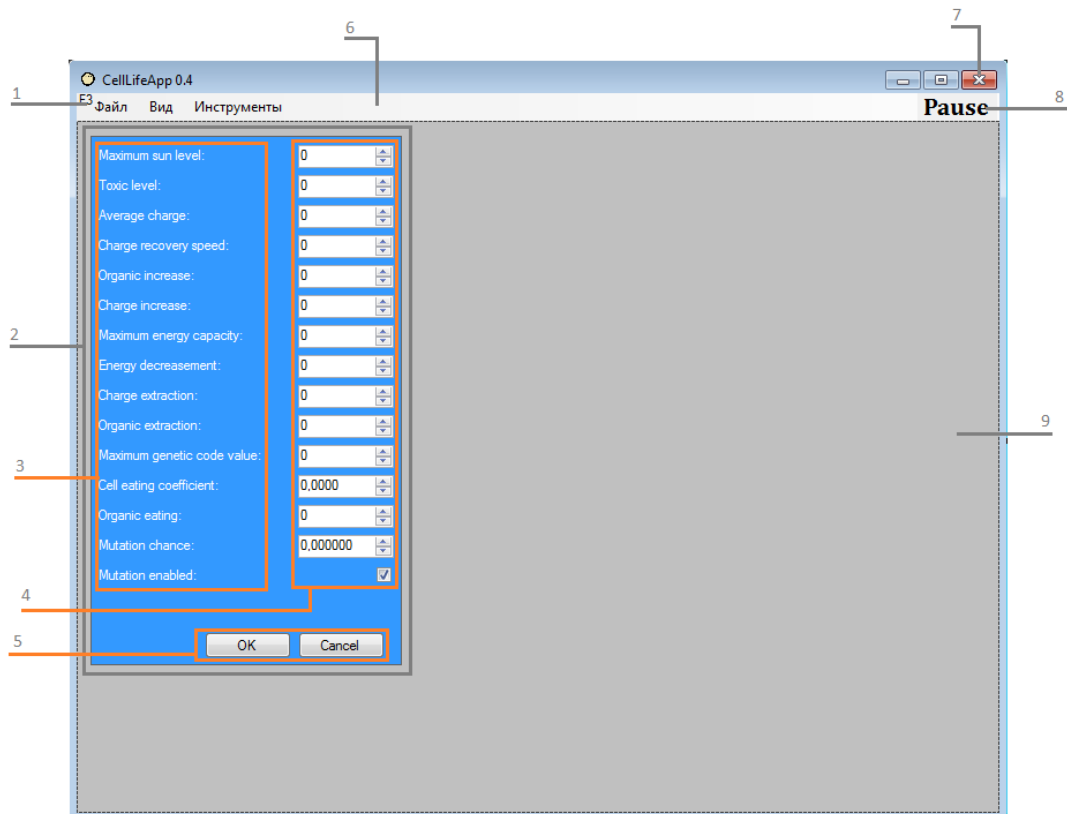 6
7
CellLifeApp 0.4
1
F3
Файл Вид Инструменты
Pause
8
Maximum sun level: 0
Toxic level: 0
Average charge: 0
Charge recovery speed: 0
Organic increase: 0
Charge increase: 0
2
Maximum energy capacity: 0
Energy decreasement: 0
Charge extraction: 0
Organic extraction: 0
9
Maximum genetic code value: 0
3
Cell eating coefficient: 0,0000
Organic eating: 0
Mutation chance: 0,000000
Mutation enabled:
4
5
OK Cancel